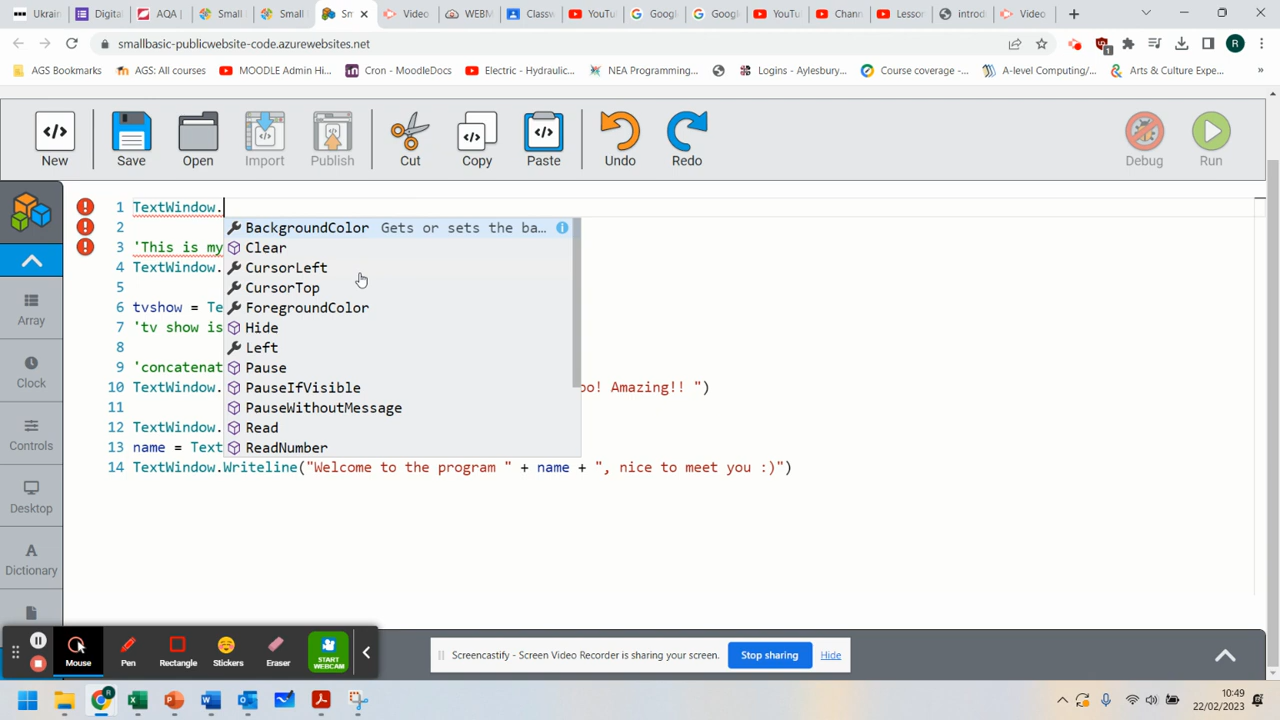 Ukrain
Digital
AQA |
Small
Small
Sm
Video
WEBM
Classw
YouTu
Googl
Googl
YouTu
Chann
Lesson
introd
Video
smallbasic-publicwebsite-code.azurewebsites.net
R
AGS Bookmarks
AGS: All courses
MOODLE Admin Hi...
Cron - MoodleDocs
Electric - Hydraulic...
NEA Programming...
Logins - Aylesbury...
Course coverage -...
A-level Computing/...
Arts & Culture Expe...
»
New
Save
Open
Import
Publish
Cut
Copy
Paste
Undo
Redo
Debug
Run
1 TextWindow.
2
3 'This is my
4 TextWindow.
5
6 tvshow = Te
7 'tv show is
8
9 'concatenat
10 TextWindow. oo! Amazing!! ")
11
12 TextWindow.
13 name = Text
14 TextWindow.Writeline("Welcome to the program " + name + ", nice to meet you :)")
BackgroundColor Gets or sets the ba...
Clear
CursorLeft
CursorTop
ForegroundColor
Hide
Left
Pause
PauseIfVisible
PauseWithoutMessage
Read
ReadNumber
Array
Clock
Controls
Desktop
Dictionary
Mouse
Pen
Rectangle
Stickers
Eraser
START
WEBCAM
Screencastify - Screen Video Recorder is sharing your screen.
Stop sharing
Hide
10:49
22/02/2023